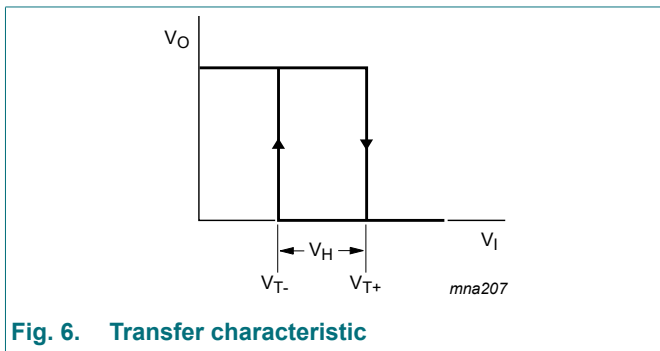 VO
VI
VH
VT-
VT+
mna207
Fig. 6. Transfer characteristic